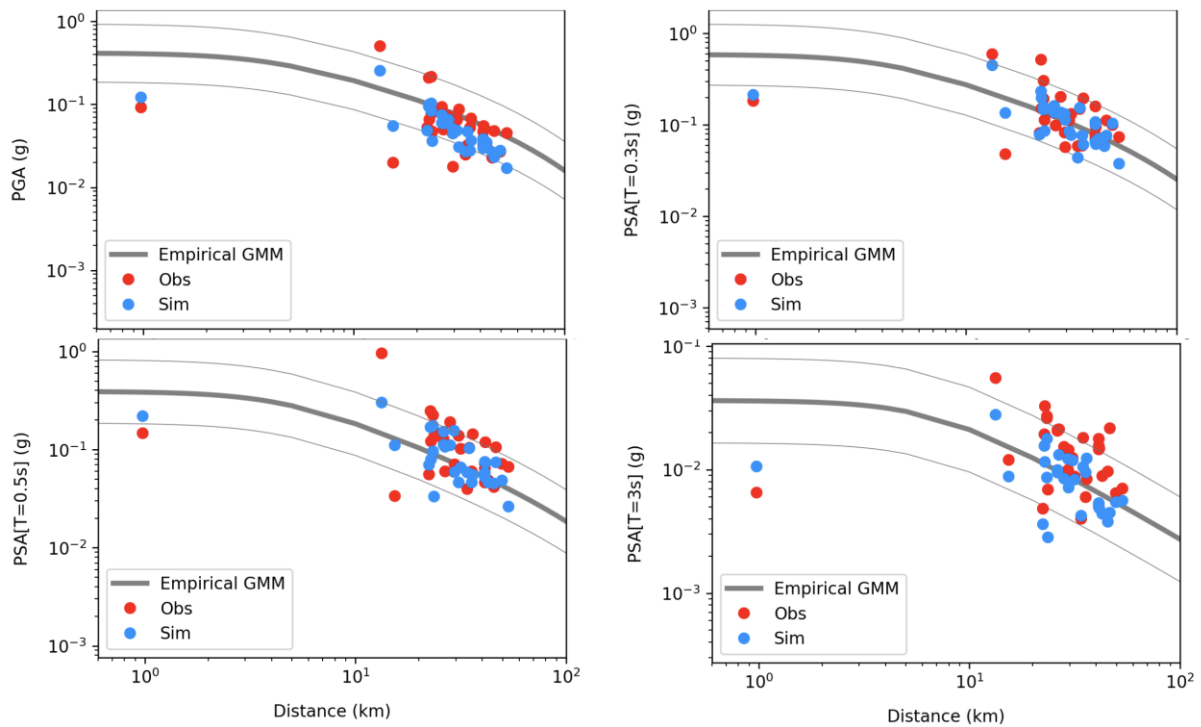 10⁰
10⁻¹
10⁻²
10⁻³
PGA (g)
Empirical GMM
Obs
Sim
10⁰
10⁻¹
10⁻²
10⁻³
PSA[T=0.3s] (g)
Empirical GMM
Obs
Sim
10⁰
10⁻¹
10⁻²
10⁻³
PSA[T=0.5s] (g)
Empirical GMM
Obs
Sim
10⁰
10¹
10²
Distance (km)
10⁻¹
10⁻²
10⁻³
PSA[T=3s] (g)
Empirical GMM
Obs
Sim
10⁰
10¹
10²
Distance (km)